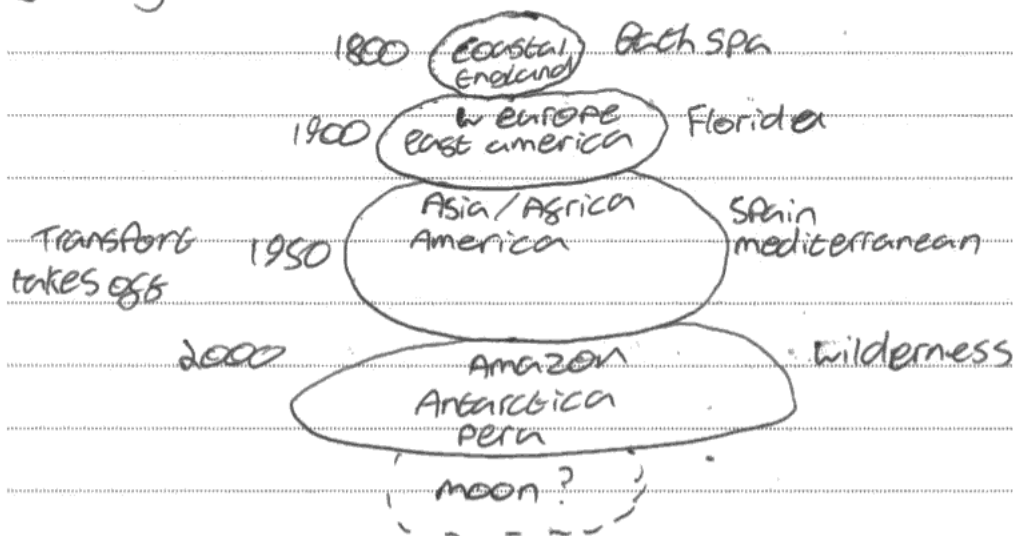 1800 Coastal England Bath Spa
1900 W europe east america Florida
Asia / Africa America Spain mediterranean
Transport takes off 1950
2000 Amazon Antarctica Peru Wilderness
moon ?